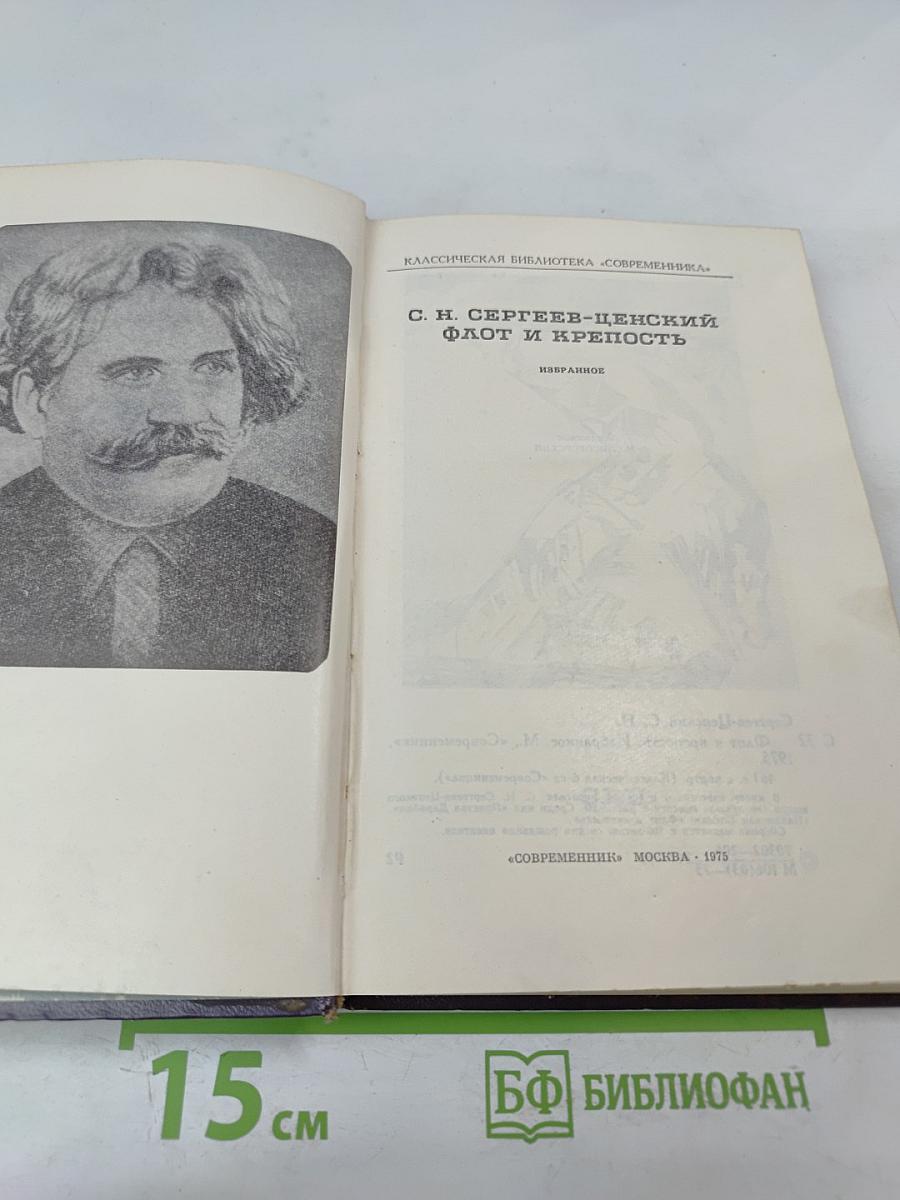 КЛАССИЧЕСКАЯ БИБЛИОТЕКА «СОВРЕМЕННИКА»
С. Н. СЕРГЕЕВ-ЦЕНСКИЙ
ФЛОТ И КРЕПОСТЬ
ИЗБРАННОЕ
«СОВРЕМЕННИК» МОСКВА · 1975
15 см
БФ БИБЛИОФАН